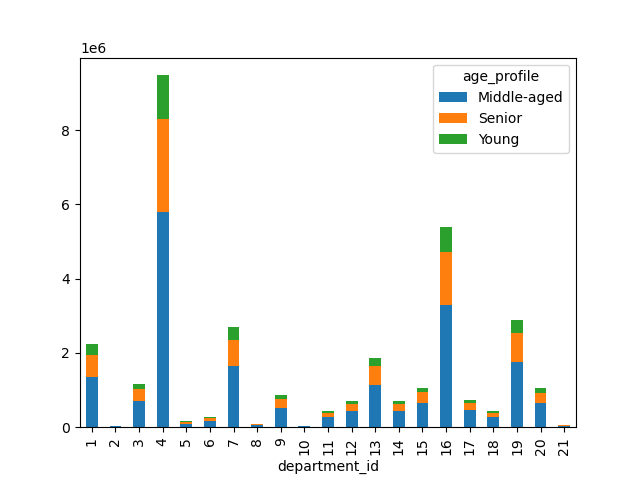 1e6
age_profile
Middle-aged
Senior
Young
8
6
4
2
0
1 2 3 4 5 6 7 8 9 10 11 12 13 14 15 16 17 18 19 20 21
department_id